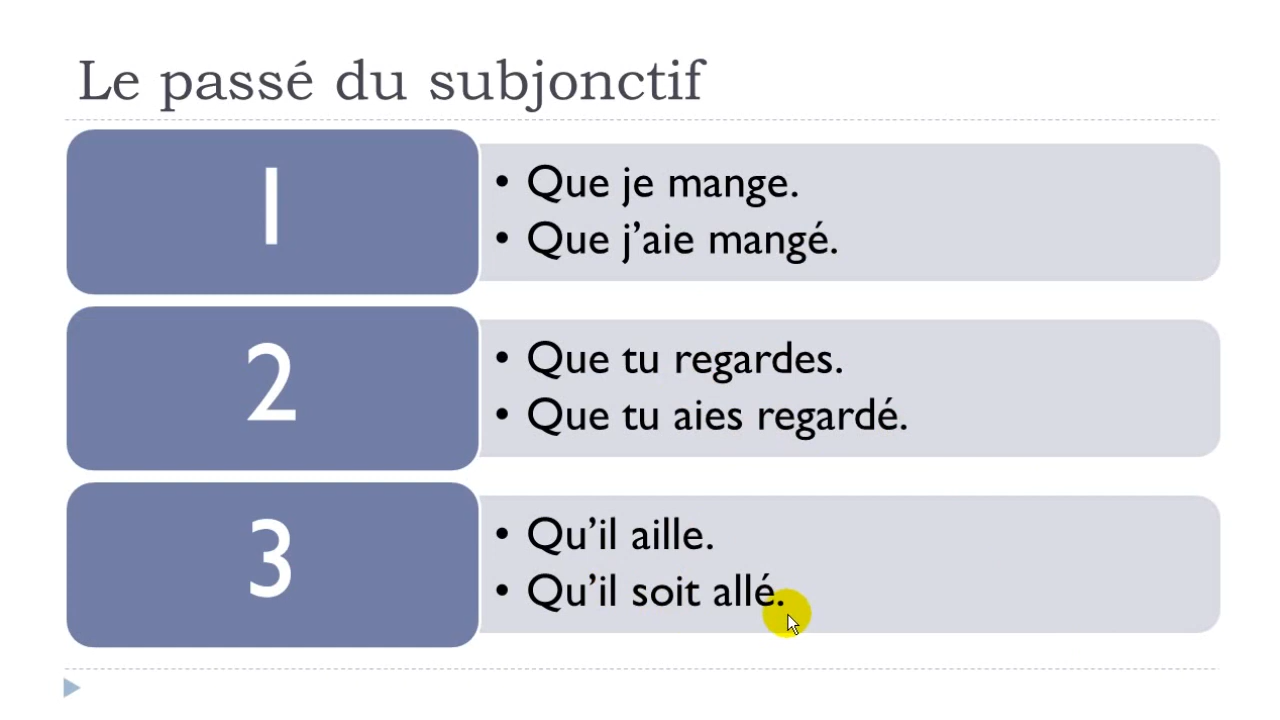 Le passé du subjonctif
1
• Que je mange.
• Que j’aie mangé.
2
• Que tu regardes.
• Que tu aies regardé.
3
• Qu’il aille.
• Qu’il soit allé.